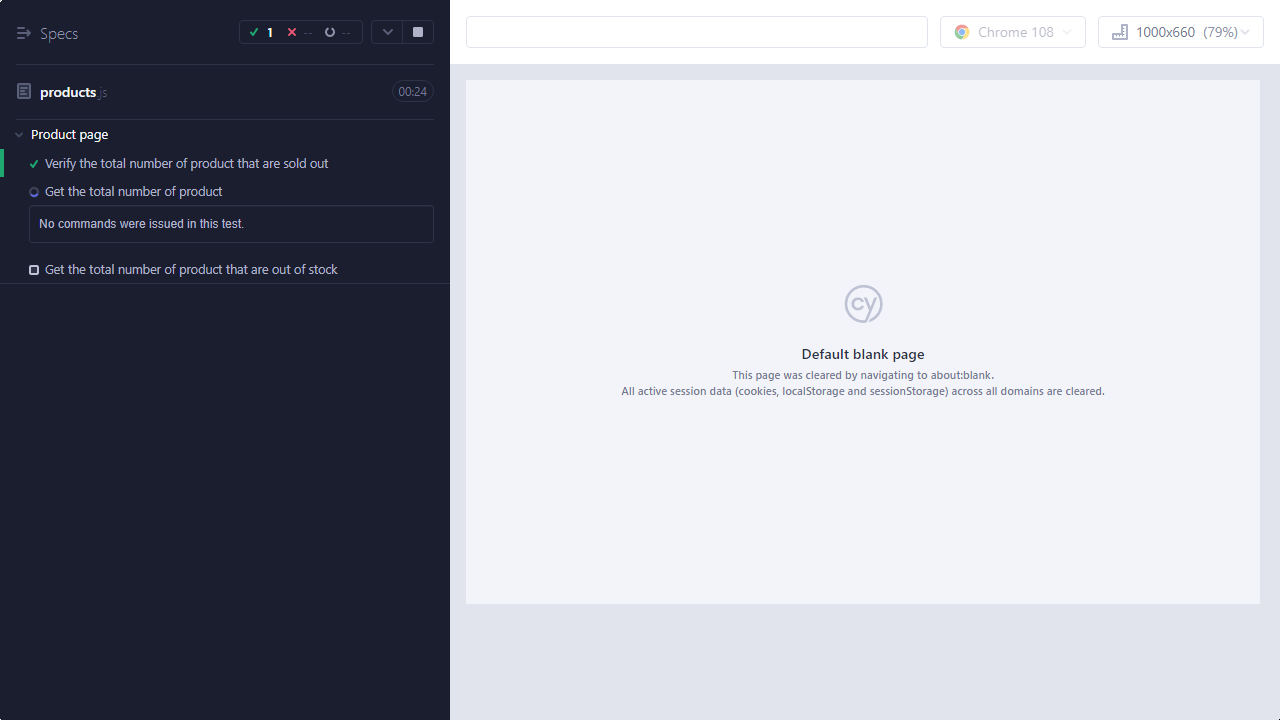 Specs
1
--
--
Chrome 108
1000x660 (79%)
products.js
00:24
Product page
Verify the total number of product that are sold out
Get the total number of product
No commands were issued in this test.
Get the total number of product that are out of stock
cy
Default blank page
This page was cleared by navigating to about:blank.
All active session data (cookies, localStorage and sessionStorage) across all domains are cleared.